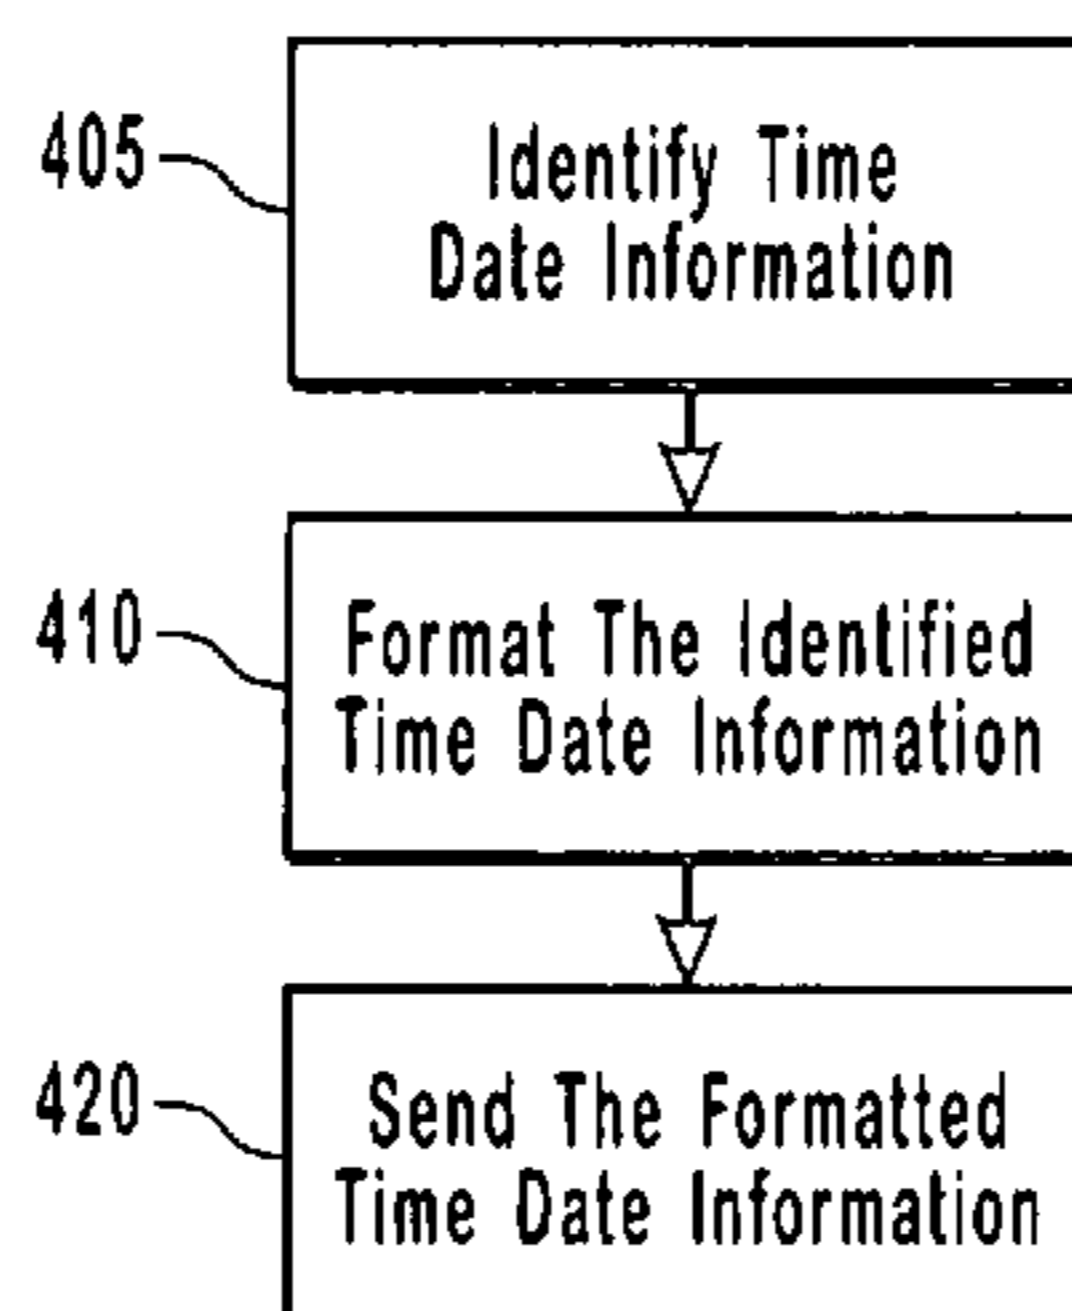 405
Identify Time
Date Information
410
Format The Identified
Time Date Information
420
Send The Formatted
Time Date Information